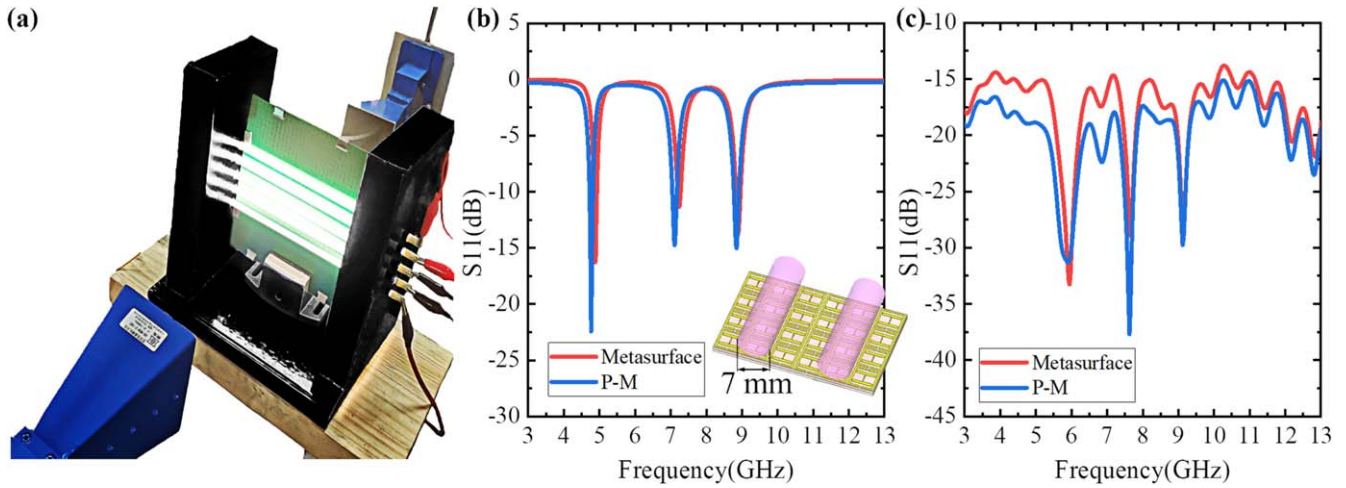 (a)
(b)
5
0
-5
-10
-15
-20
-25
-30
S11(dB)
Metasurface
P-M
7 mm
3 4 5 6 7 8 9 10 11 12 13
Frequency(GHz)
(c)
-10
-15
-20
-25
-30
-35
-40
-45
S11(dB)
Metasurface
P-M
3 4 5 6 7 8 9 10 11 12 13
Frequency(GHz)